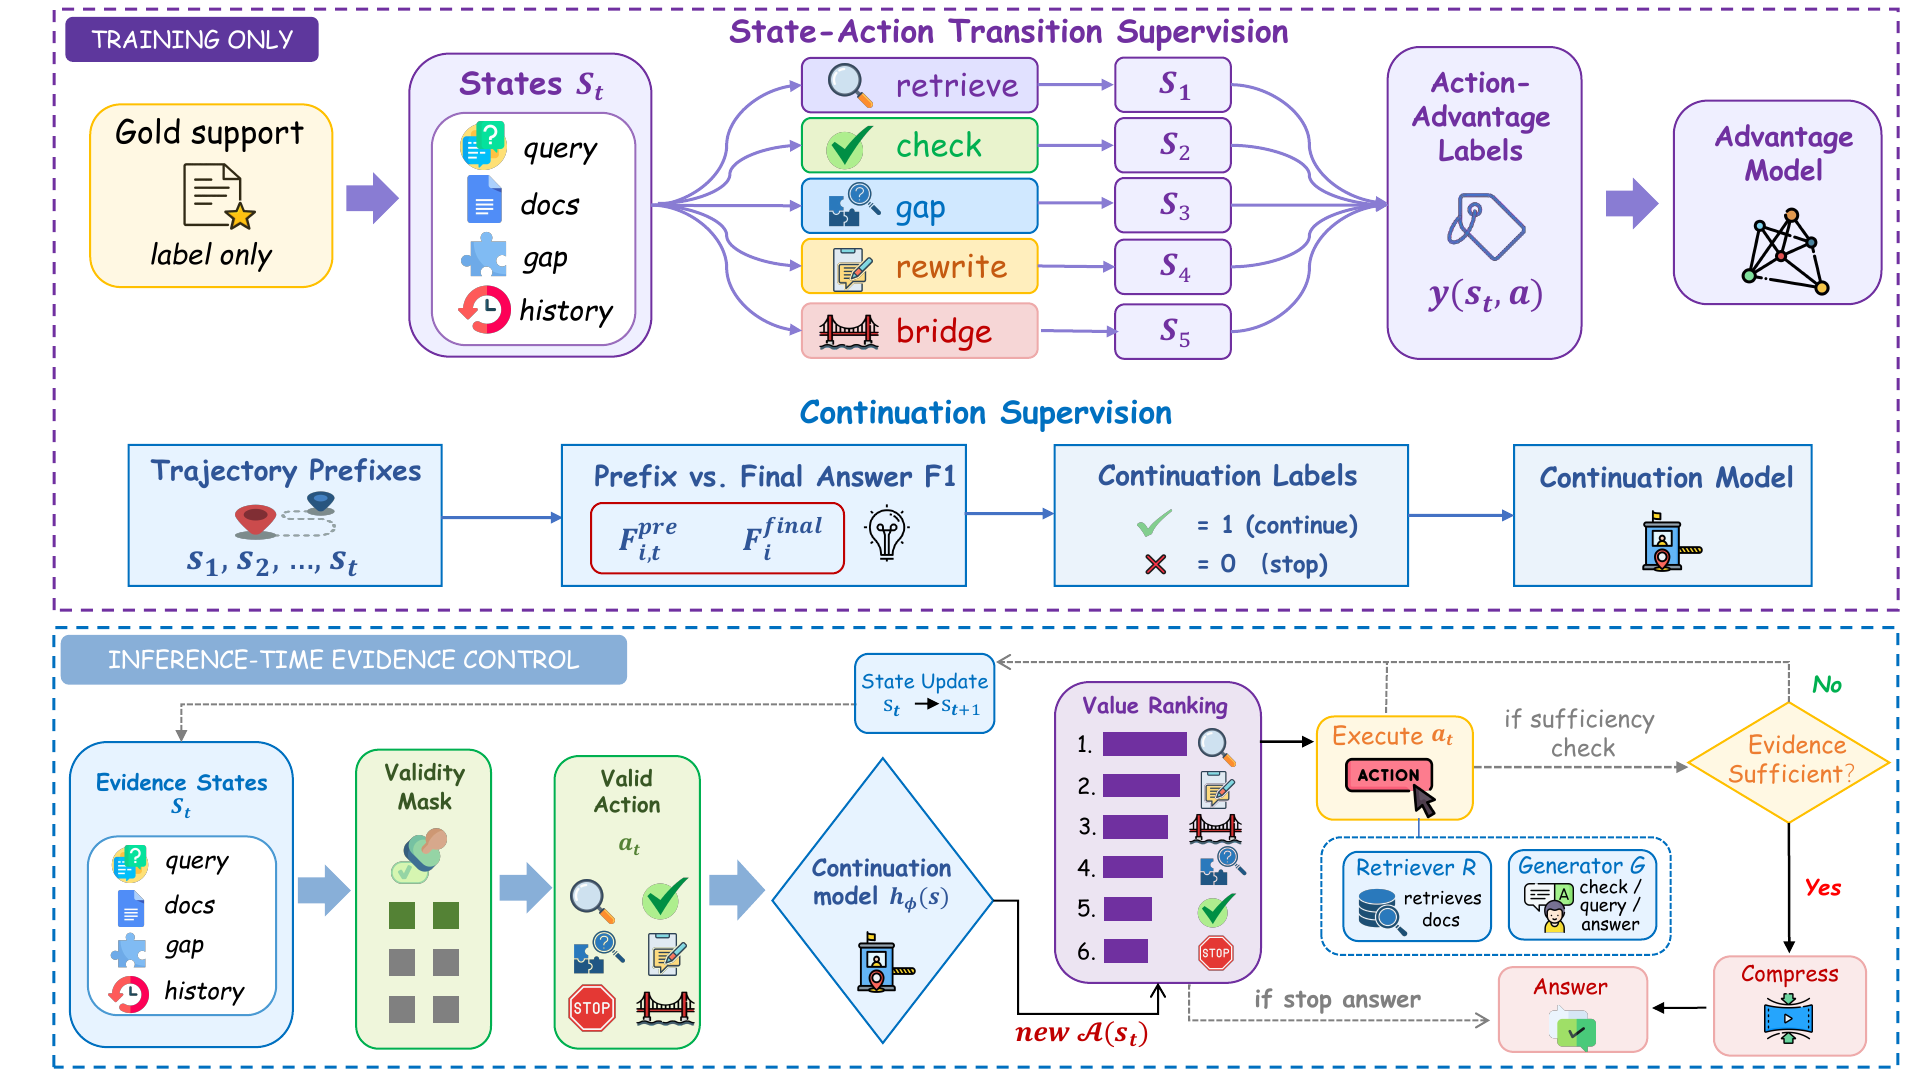 TRAINING ONLY
State-Action Transition Supervision
Gold support
label only
States S_t
query
docs
gap
history
retrieve
check
gap
rewrite
bridge
S_1
S_2
S_3
S_4
S_5
Action-
Advantage
Labels
y(s_t, a)
Advantage
Model
Continuation Supervision
Trajectory Prefixes
s_1, s_2, ..., s_t
Prefix vs. Final Answer F1
F_{i,t}^{pre} F_i^{final}
Continuation Labels
= 1 (continue)
= 0 (stop)
Continuation Model
INFERENCE-TIME EVIDENCE CONTROL
State Update
s_t → s_{t+1}
Evidence States
S_t
query
docs
gap
history
Validity
Mask
Valid
Action
a_t
STOP
Continuation
model h_ϕ(s)
new 𝒜(s_t)
Value Ranking
1.
2.
3.
4.
5.
6.
STOP
Execute a_t
ACTION
if sufficiency
check
Evidence
Sufficient?
No
Yes
Retriever R
retrieves
docs
Generator G
A
check /
query /
answer
if stop answer
Answer
Compress